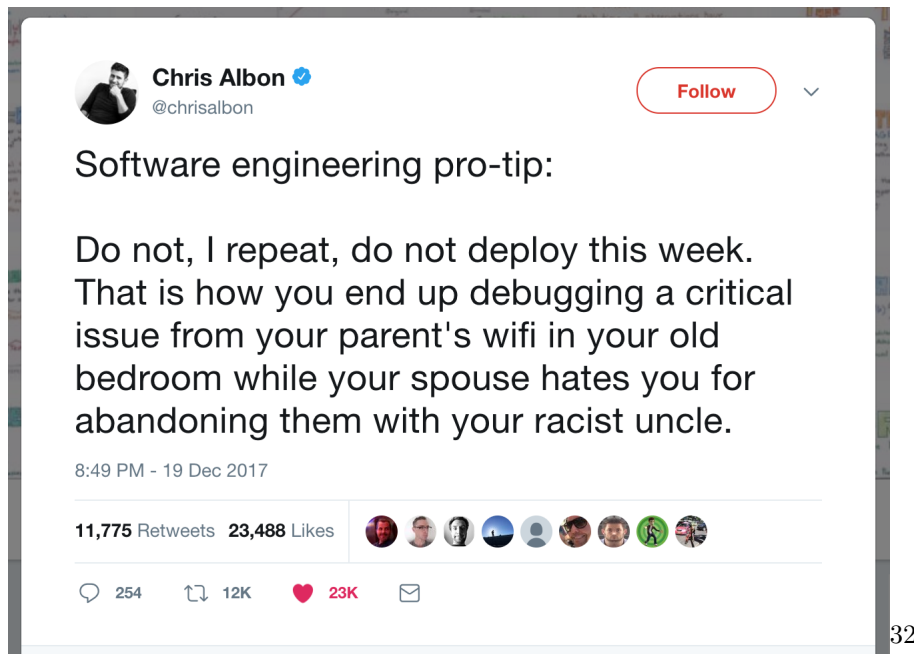 Chris Albon
@chrisalbon
Follow
Software engineering pro-tip:
Do not, I repeat, do not deploy this week.
That is how you end up debugging a critical
issue from your parent's wifi in your old
bedroom while your spouse hates you for
abandoning them with your racist uncle.
8:49 PM - 19 Dec 2017
11,775 Retweets 23,488 Likes
254 12K 23K
32